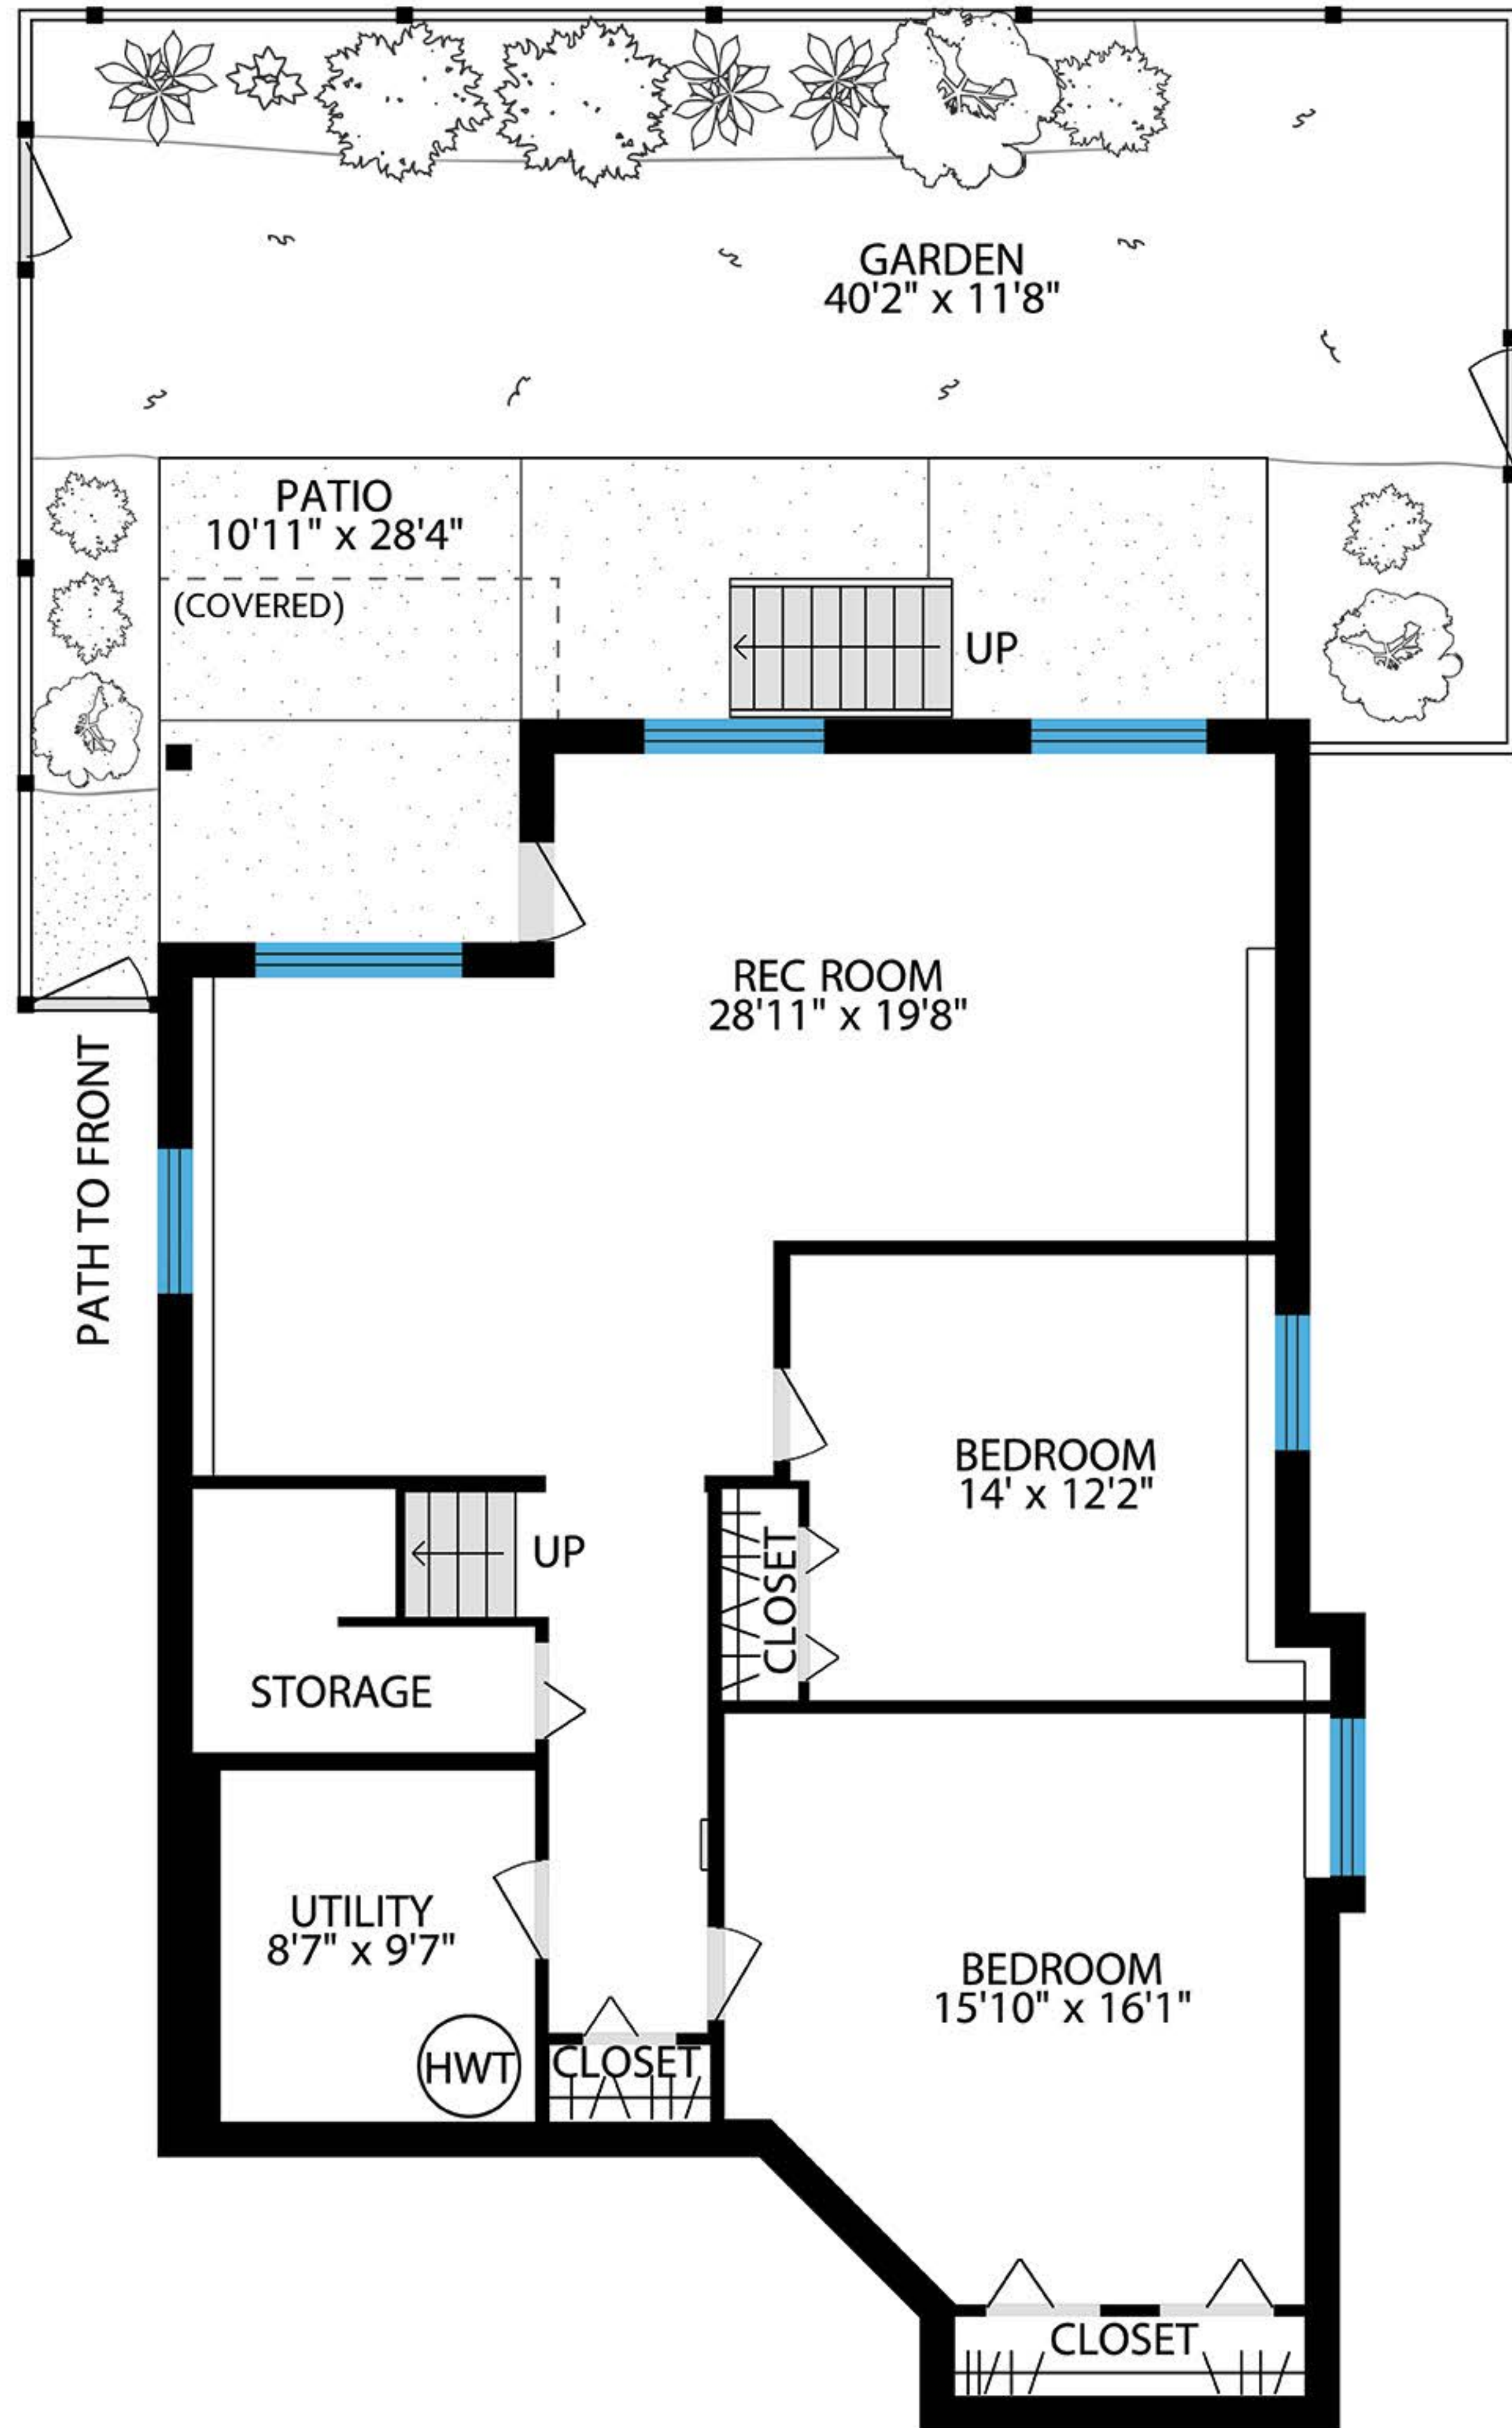 GARDEN
40'2" x 11'8"
PATIO
10'11" x 28'4"
(COVERED)
UP
REC ROOM
28'11" x 19'8"
PATH TO FRONT
BEDROOM
14' x 12'2"
CLOSET
UP
STORAGE
UTILITY
8'7" x 9'7"
HWT
CLOSET
BEDROOM
15'10" x 16'1"
CLOSET